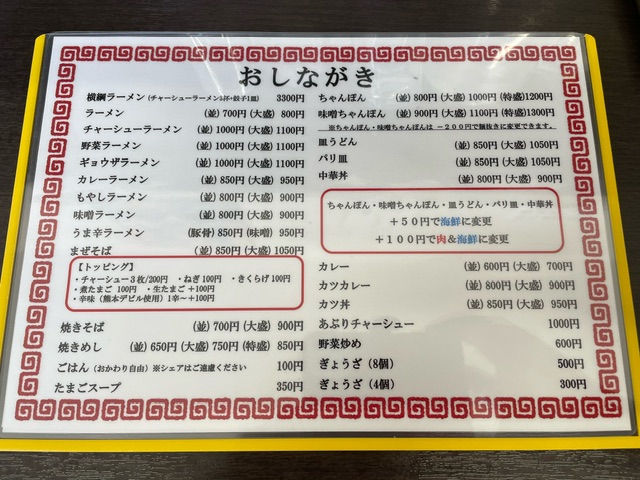 おしながき
横綱ラーメン (チャーシューラーメン3杯+餃子1皿) 3300円
ラーメン (並)700円 (大盛) 800円
チャーシューラーメン (並)1000円 (大盛)1100円
野菜ラーメン (並)1000円 (大盛)1100円
ギョウザラーメン (並)1000円 (大盛)1100円
カレーラーメン (並)850円 (大盛) 950円
もやしラーメン (並)800円 (大盛) 900円
味噌ラーメン (並)800円 (大盛) 900円
うま辛ラーメン (豚骨)850円 (味噌) 950円
まぜそば (並)850円 (大盛)1050円
【トッピング】
・チャーシュー3枚/200円 ・ねぎ100円 ・きくらげ100円
・煮たまご 100円 ・生たまご +100円
・辛味 (熊本デビル使用) 1辛〜+100円
焼きそば (並)700円 (大盛) 900円
焼きめし (並)650円 (大盛)750円 (特盛) 850円
ごはん (おかわり自由) ※シェアはご遠慮ください 100円
たまごスープ 350円
ちゃんぽん (並)800円 (大盛)1000円 (特盛)1200円
味噌ちゃんぽん (並)900円 (大盛)1100円 (特盛)1300円
※ちゃんぽん・味噌ちゃんぽんは －200円で麺抜きに変更できます。
皿うどん (並)850円 (大盛)1050円
パリ皿 (並)850円 (大盛)1050円
中華丼 (並)800円 (大盛) 900円
ちゃんぽん・味噌ちゃんぽん・皿うどん・パリ皿・中華丼
＋50円で海鮮に変更
＋100円で肉&海鮮に変更
カレー (並)600円 (大盛) 700円
カツカレー (並)800円 (大盛) 900円
カツ丼 (並)850円 (大盛) 950円
あぶりチャーシュー 1000円
野菜炒め 600円
ぎょうざ (8個) 500円
ぎょうざ (4個) 300円